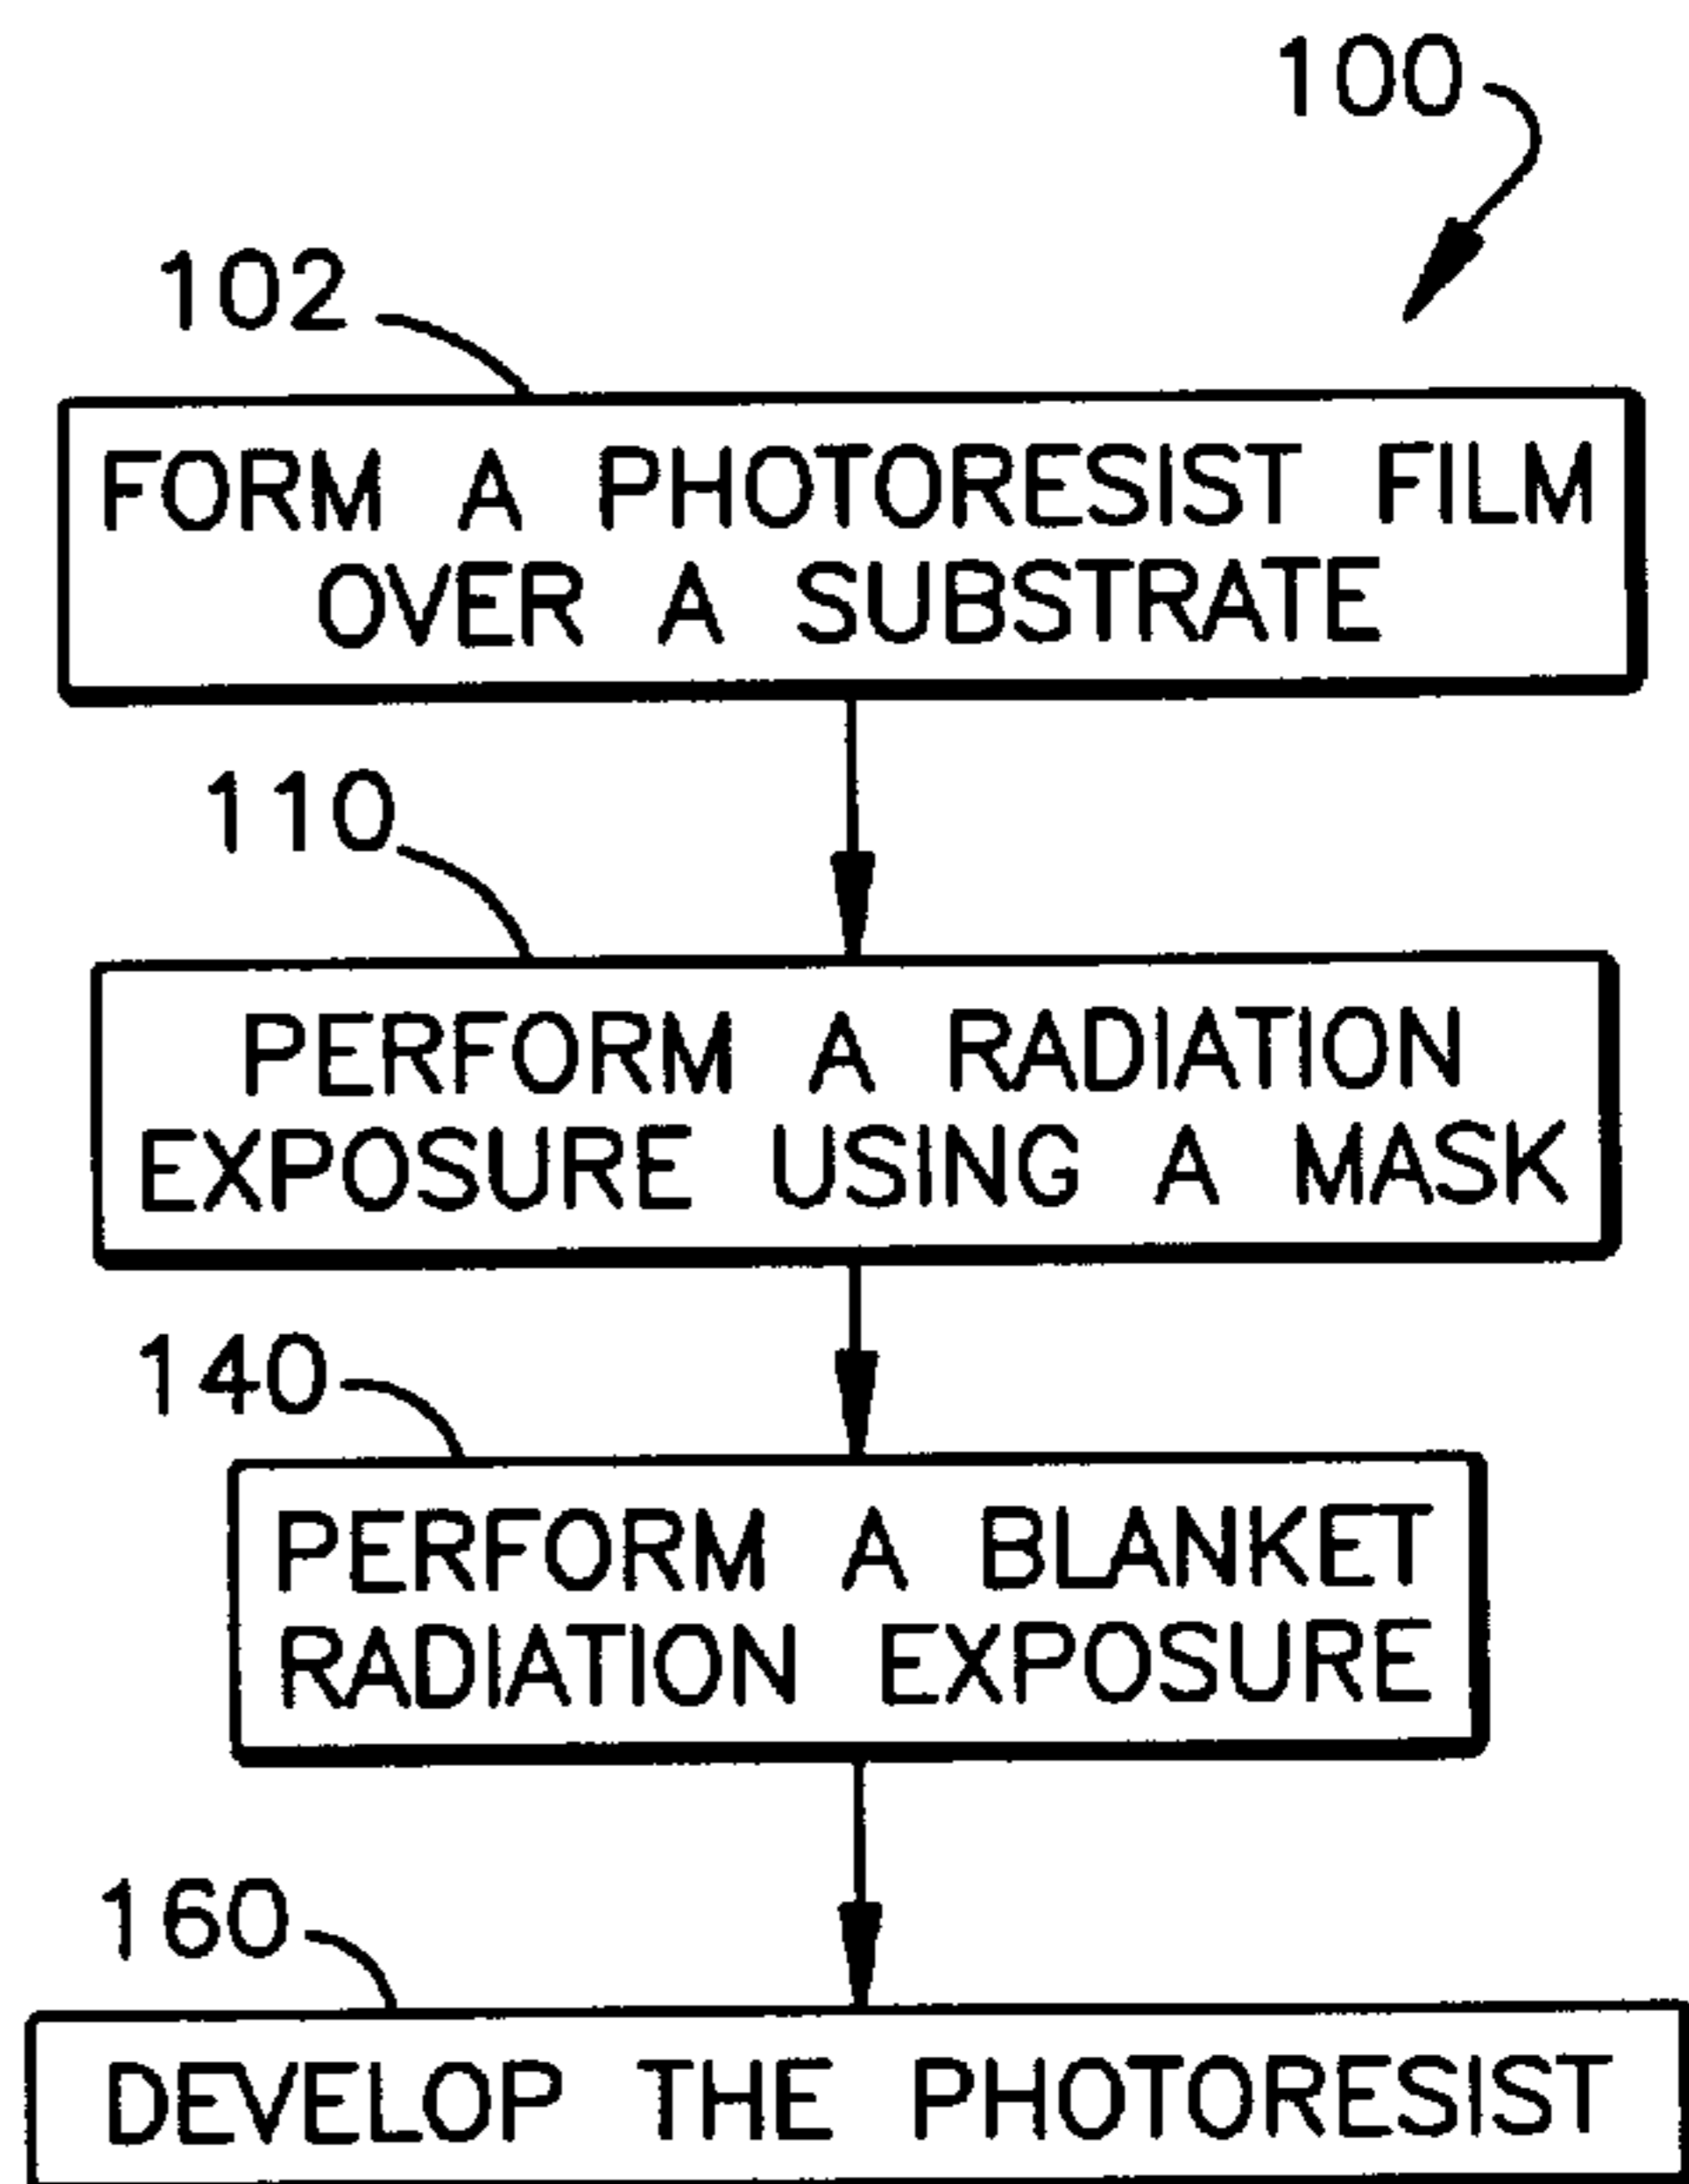 100
102
FORM A PHOTORESIST FILM
OVER A SUBSTRATE
110
PERFORM A RADIATION
EXPOSURE USING A MASK
140
PERFORM A BLANKET
RADIATION EXPOSURE
160
DEVELOP THE PHOTORESIST